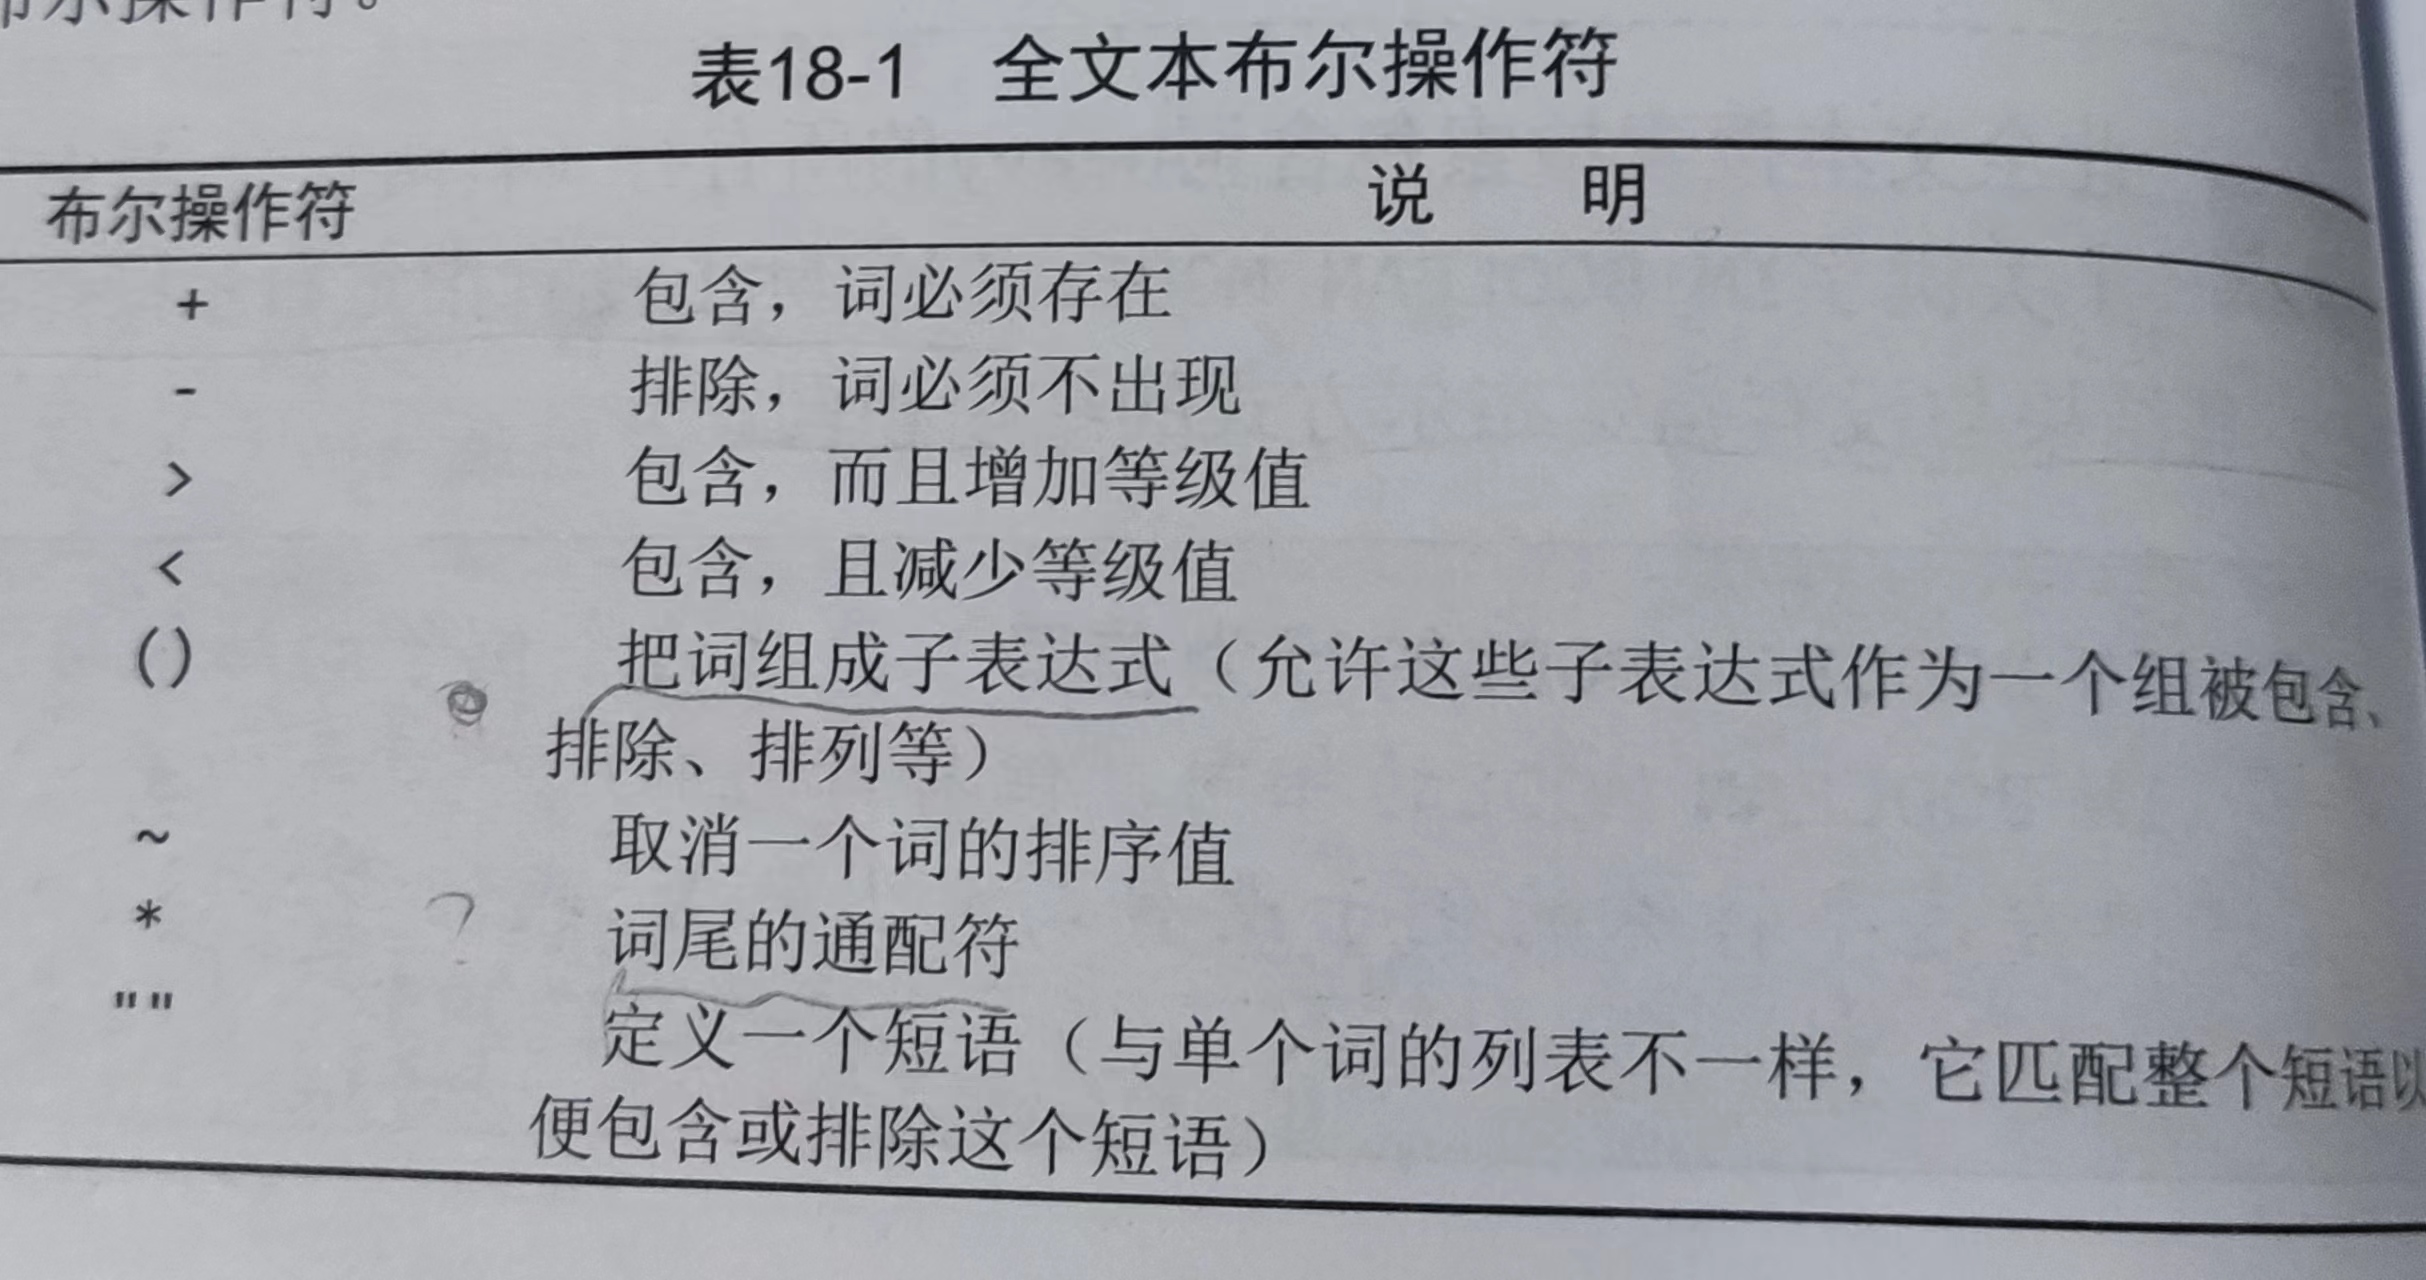 布尔操作符。
表18-1 全文本布尔操作符
布尔操作符 说 明
+ 包含，词必须存在
- 排除，词必须不出现
> 包含，而且增加等级值
< 包含，且减少等级值
() 把词组成子表达式（允许这些子表达式作为一个组被包含、
排除、排列等）
~ 取消一个词的排序值
* ? 词尾的通配符
"" 定义一个短语（与单个词的列表不一样，它匹配整个短语以
便包含或排除这个短语）